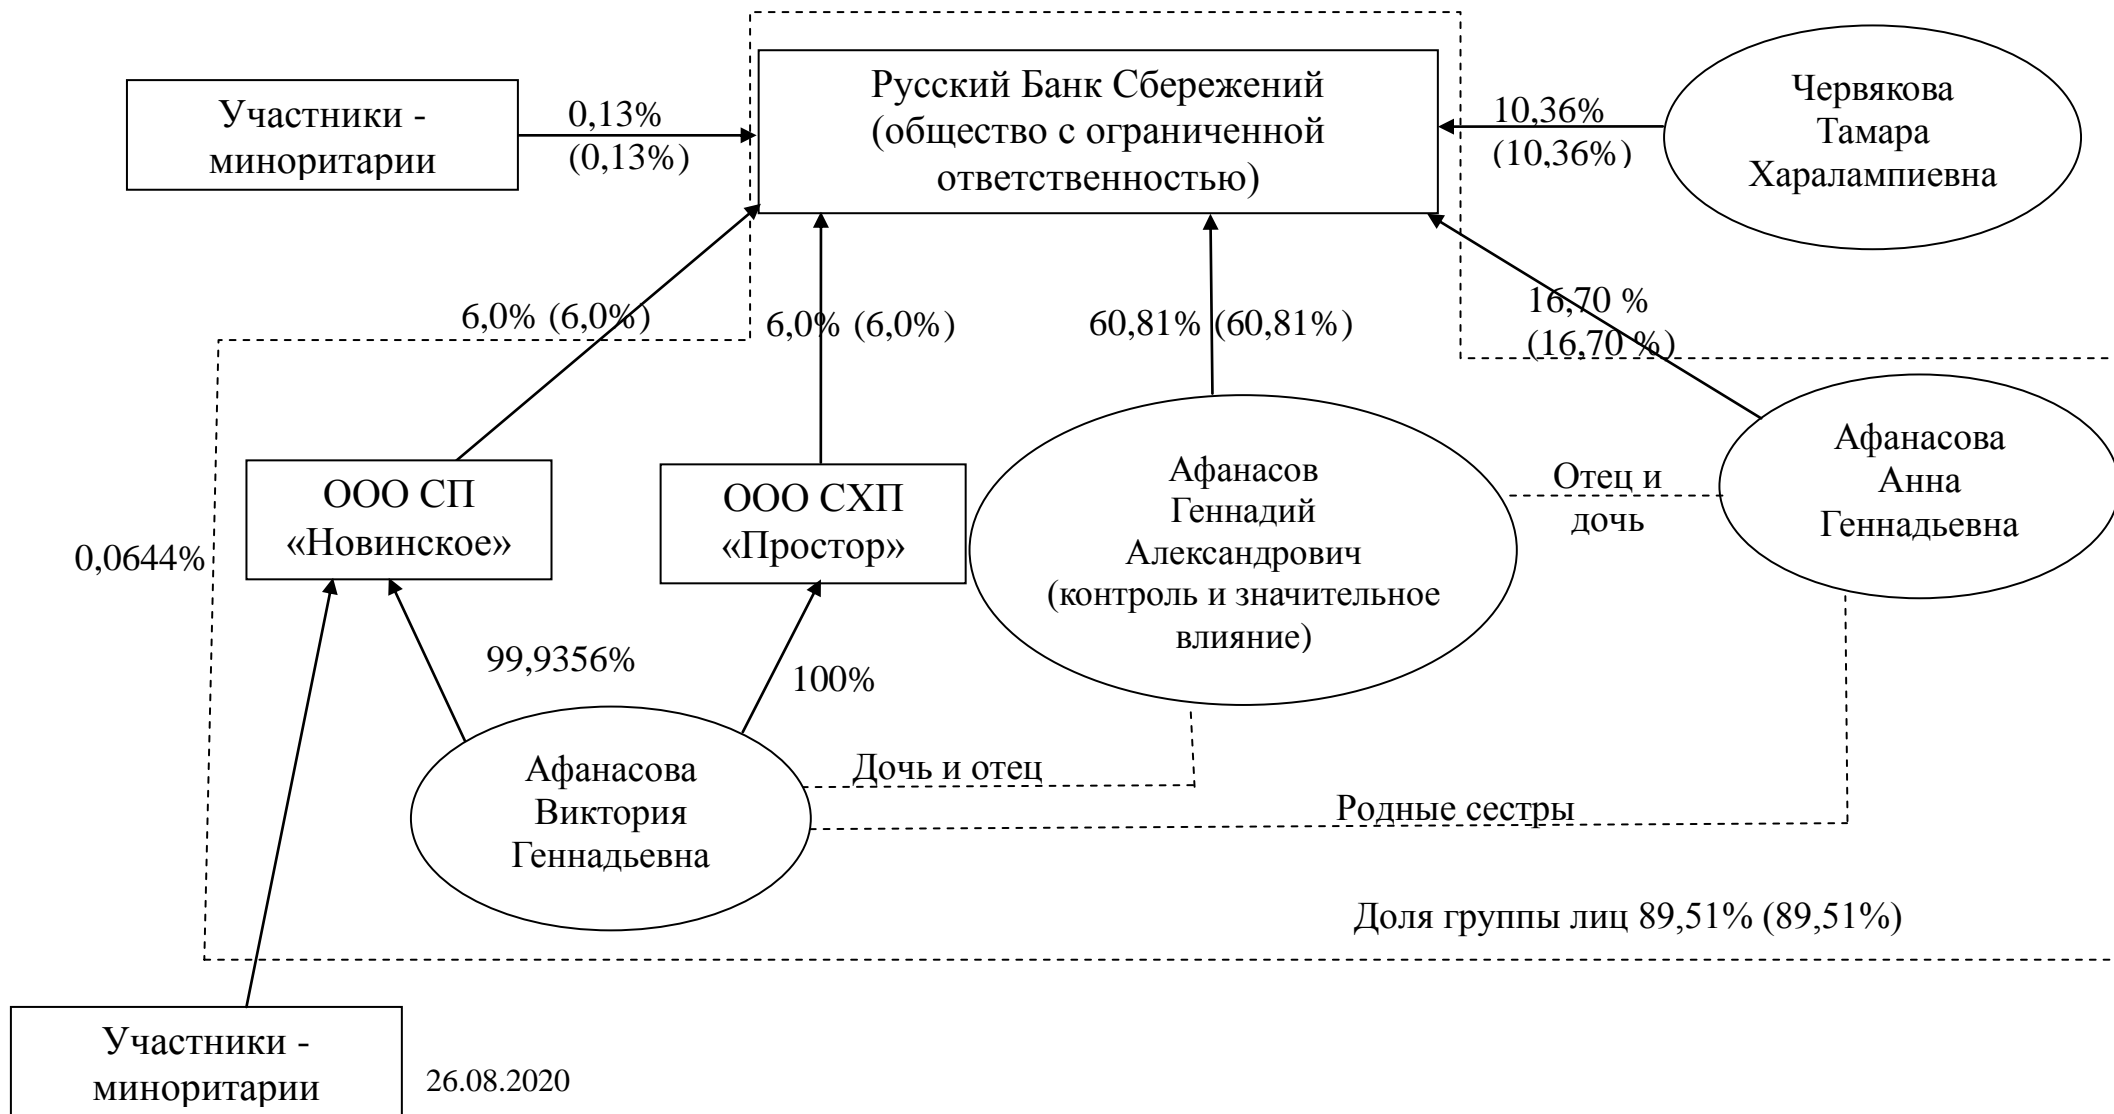 Русский Банк Сбережений
(общество с ограниченной
ответственностью)
Участники -
миноритарии
0,13%
(0,13%)
10,36%
(10,36%)
Червякова
Тамара
Харалампиевна
6,0% (6,0%)
6,0% (6,0%)
60,81% (60,81%)
16,70 %
(16,70 %)
ООО СП
«Новинское»
ООО СХП
«Простор»
Афанасов
Геннадий
Александрович
(контроль и значительное
влияние)
Отец и
дочь
Афанасова
Анна
Геннадьевна
0,0644%
99,9356%
100%
Афанасова
Виктория
Геннадьевна
Дочь и отец
Родные сестры
Доля группы лиц 89,51% (89,51%)
Участники -
миноритарии
26.08.2020